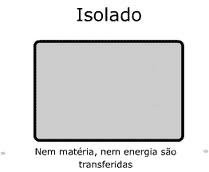 Isolado
Nem matéria, nem energia são
transferidas